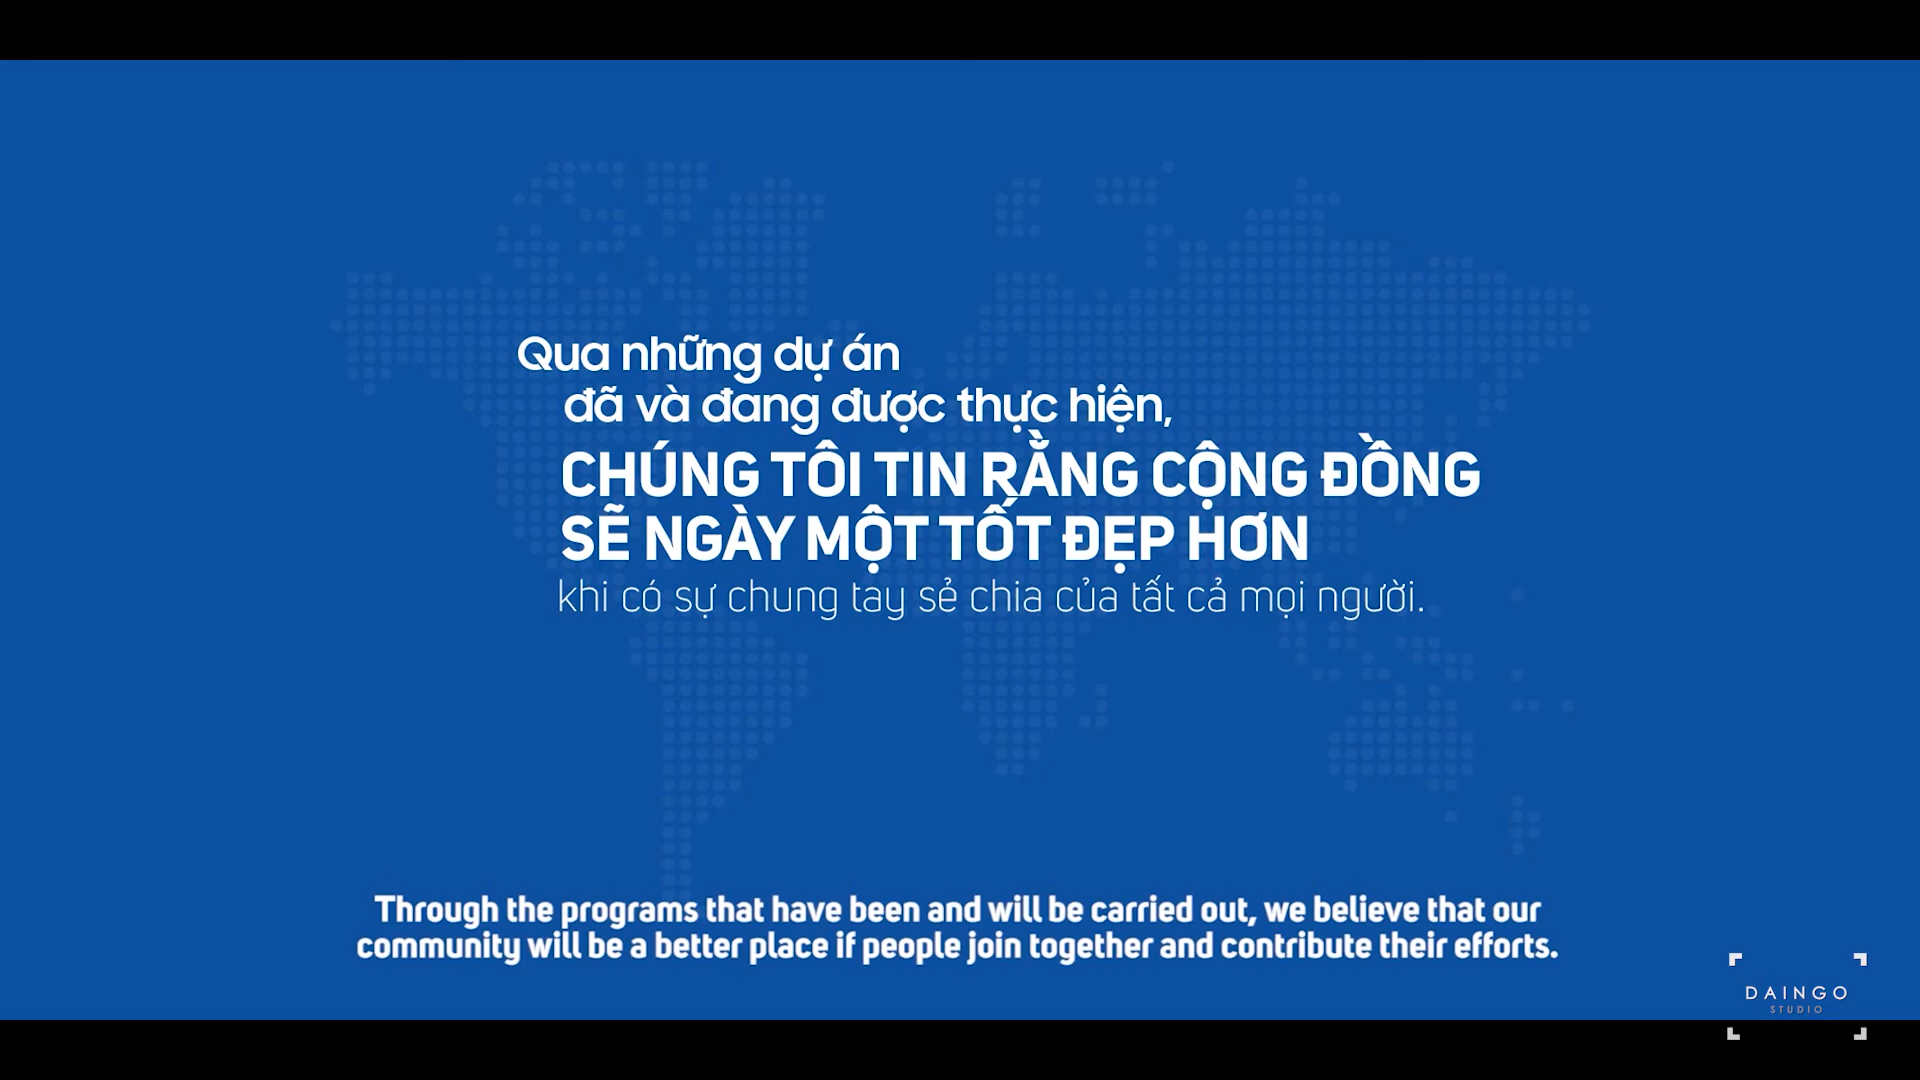 Qua những dự án
đã và đang được thực hiện,
CHÚNG TÔI TIN RẰNG CỘNG ĐỒNG
SẼ NGÀY MỘT TỐT ĐẸP HƠN
khi có sự chung tay sẻ chia của tất cả mọi người.
Through the programs that have been and will be carried out, we believe that our
community will be a better place if people join together and contribute their efforts.
DAINGO
STUDIO